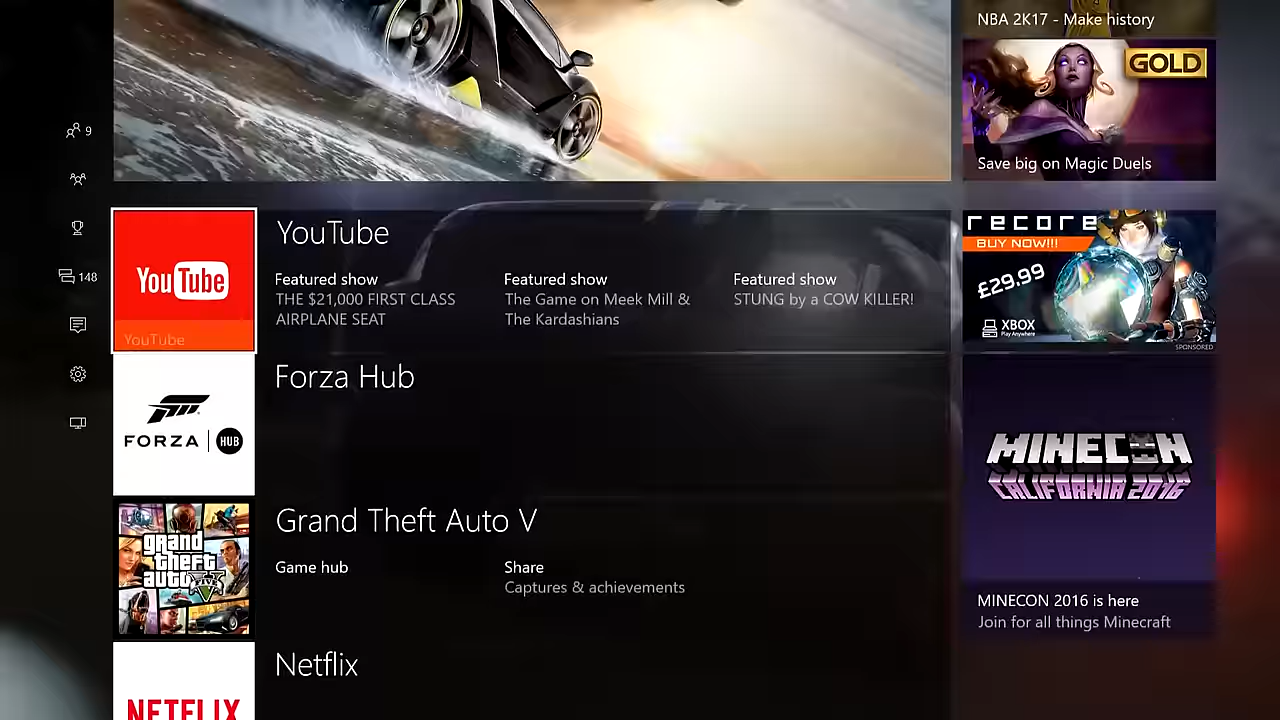 NBA 2K17 - Make history
GOLD
Save big on Magic Duels
9
148
YouTube
YouTube
YouTube
Featured show
THE $21,000 FIRST CLASS
AIRPLANE SEAT
Featured show
The Game on Meek Mill &
The Kardashians
Featured show
STUNG by a COW KILLER!
recore
BUY NOW!!!
£29.99
XBOX
Play Anywhere
SPONSORED
Forza Hub
FORZA HUB
MINECON
CALIFORNIA 2016
Grand Theft Auto V
grand
theft
auto V
Game hub
Share
Captures & achievements
MINECON 2016 is here
Join for all things Minecraft
Netflix
NETFLIX